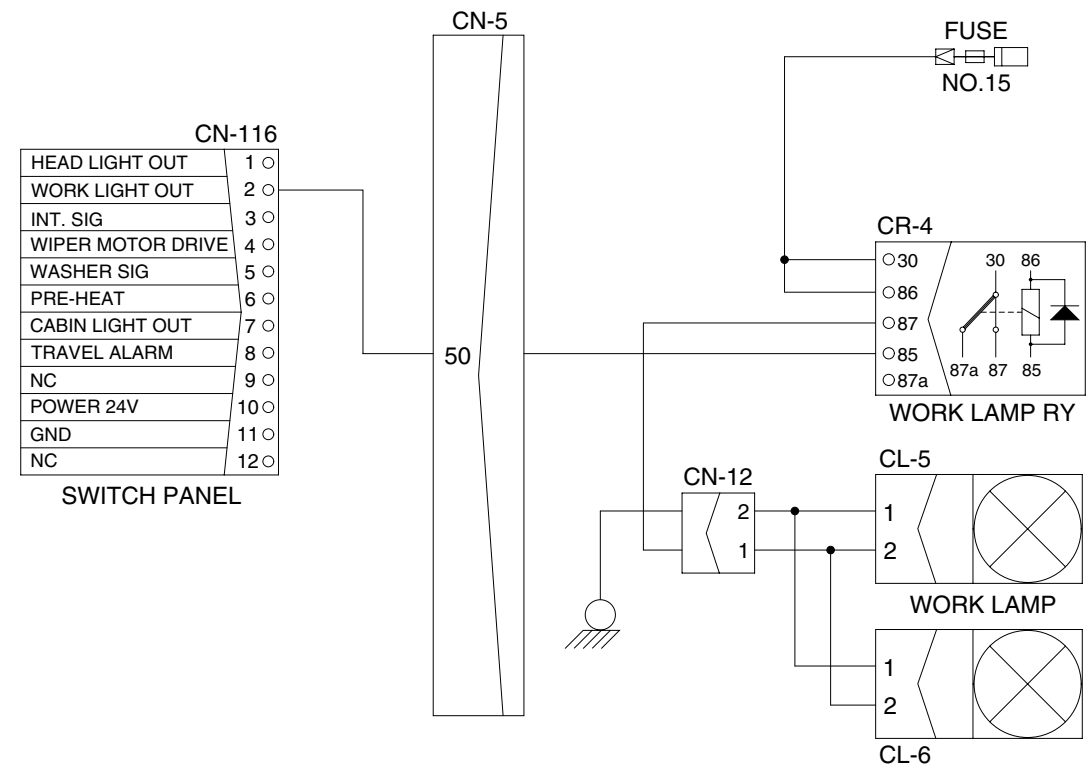 CN-5
FUSE
NO.15
CN-116
HEAD LIGHT OUT 1
WORK LIGHT OUT 2
INT. SIG 3
WIPER MOTOR DRIVE 4
WASHER SIG 5
PRE-HEAT 6
CABIN LIGHT OUT 7
TRAVEL ALARM 8
NC 9
POWER 24V 10
GND 11
NC 12
SWITCH PANEL
50
CR-4
30
86
87
85
87a
30 86
87a 87 85
WORK LAMP RY
CN-12
2
1
CL-5
1
2
WORK LAMP
1
2
CL-6